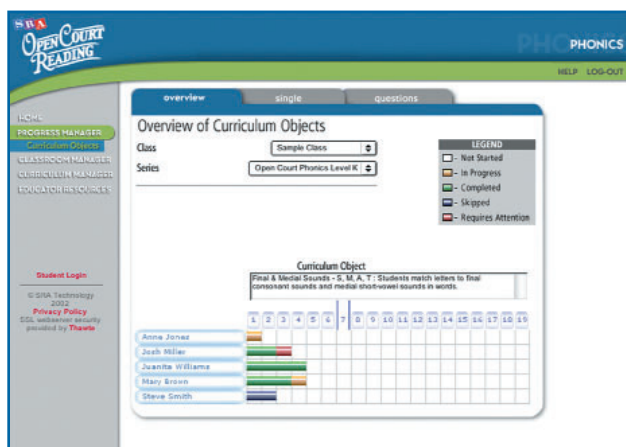 SRA
OPEN COURT
READING
PHONICS
PHONICS
HELP LOG-OUT
overview single questions
HOME
PROGRESS MANAGER
Curriculum Objects
CLASSROOM MANAGER
CURRICULUM MANAGER
EDUCATOR RESOURCES
Overview of Curriculum Objects
Class Sample Class
Series Open Court Phonics Level K
LEGEND
- Not Started
- In Progress
- Completed
- Skipped
- Requires Attention
Student Login
© SRA Technology
2002
Privacy Policy
SSL webserver security
provided by Thawte
Curriculum Object
Final & Medial Sounds - S, M, A, T : Students match letters to final
consonant sounds and medial short-vowel sounds in words.
1 2 3 4 5 6 7 8 9 10 11 12 13 14 15 16 17 18 19
Anna Jones
Josh Miller
Juanita Williams
Mary Brown
Steve Smith